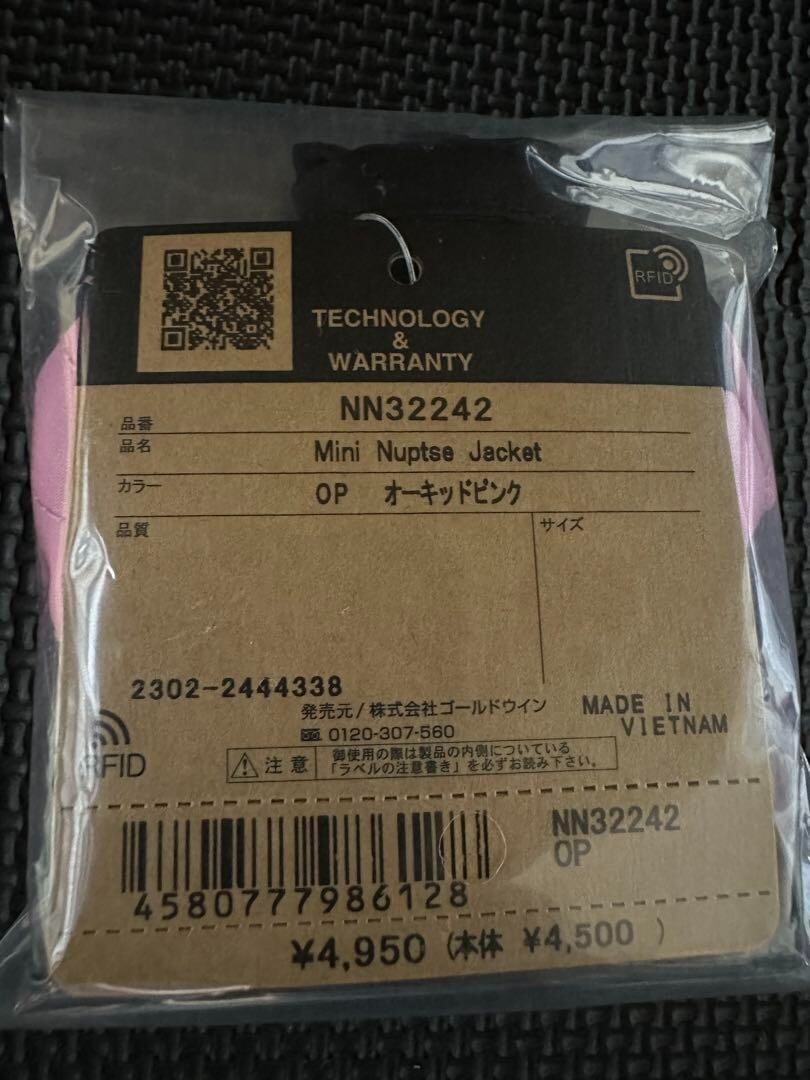 RFID
TECHNOLOGY
&
WARRANTY
品番 NN32242
品名 Mini Nuptse Jacket
カラー OP オーキッドピンク
品質 サイズ
2302-2444338
発売元/株式会社ゴールドウイン
0120-307-560
MADE IN
VIETNAM
RFID
注意 御使用の際は製品の内側についている
「ラベルの注意書き」を必ずお読み下さい。
NN32242
OP
4580777986128
¥4,950 (本体 ¥4,500 )